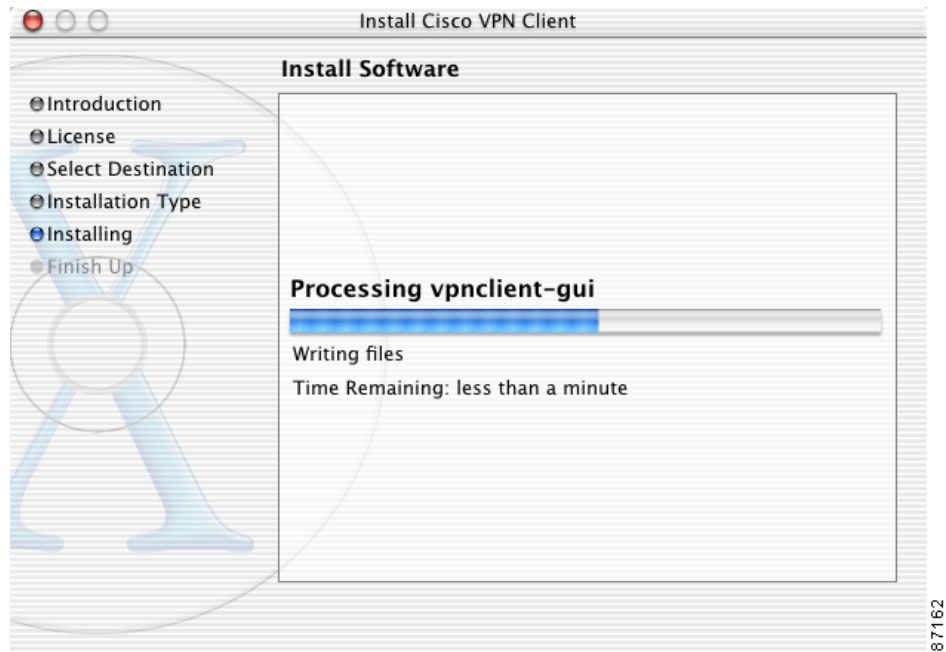 Install Cisco VPN Client
Install Software
Introduction
License
Select Destination
Installation Type
Installing
Finish Up
Processing vpnclient-gui
Writing files
Time Remaining: less than a minute
87162